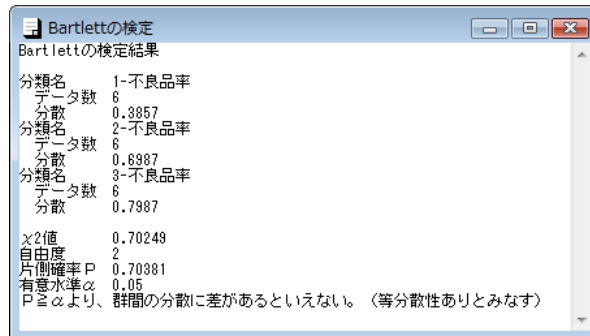 Bartlettの検定
Bartlettの検定結果
分類名 1-不良品率
データ数 6
分散 0.3857
分類名 2-不良品率
データ数 6
分散 0.6987
分類名 3-不良品率
データ数 6
分散 0.7987
χ2値 0.70249
自由度 2
片側確率Ｐ 0.70381
有意水準α 0.05
Ｐ≧αより、群間の分散に差があるといえない。（等分散性ありとみなす）